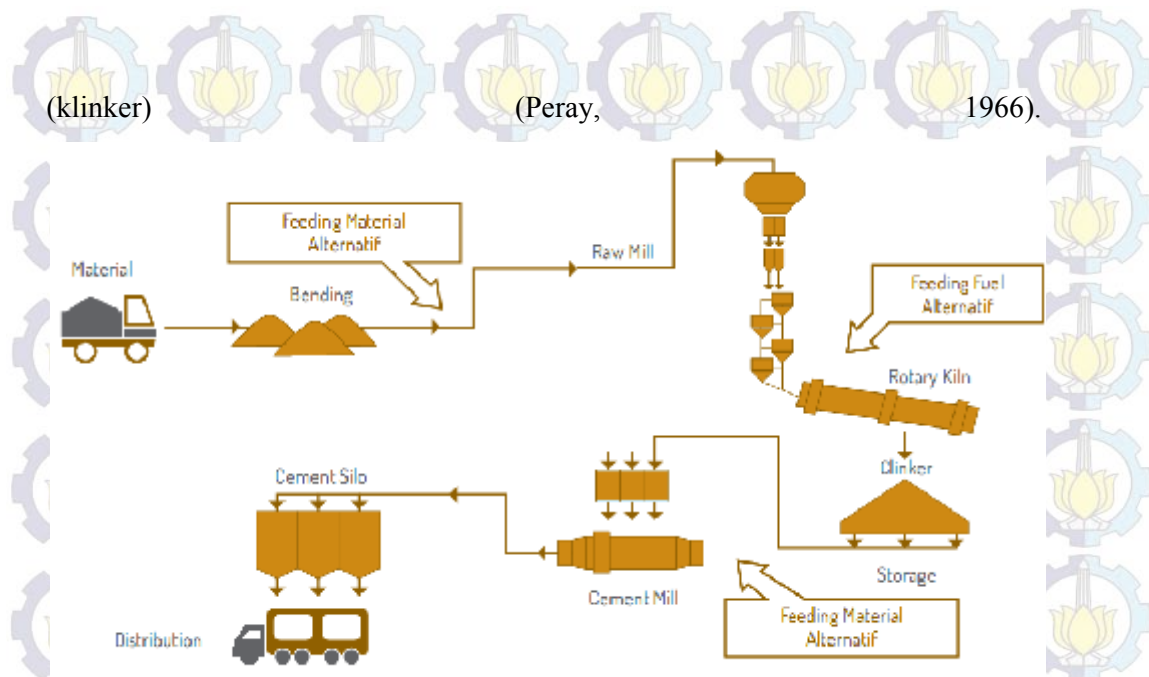 (klinker) (Peray, 1966).
Feeding Material
Alternatif
Raw Mill
Material
Bending
Feeding Fuel
Alternatif
Rotary Kiln
Cement Silo
Clinker
Storage
Cement Mill
Feeding Material
Alternatif
Distribution